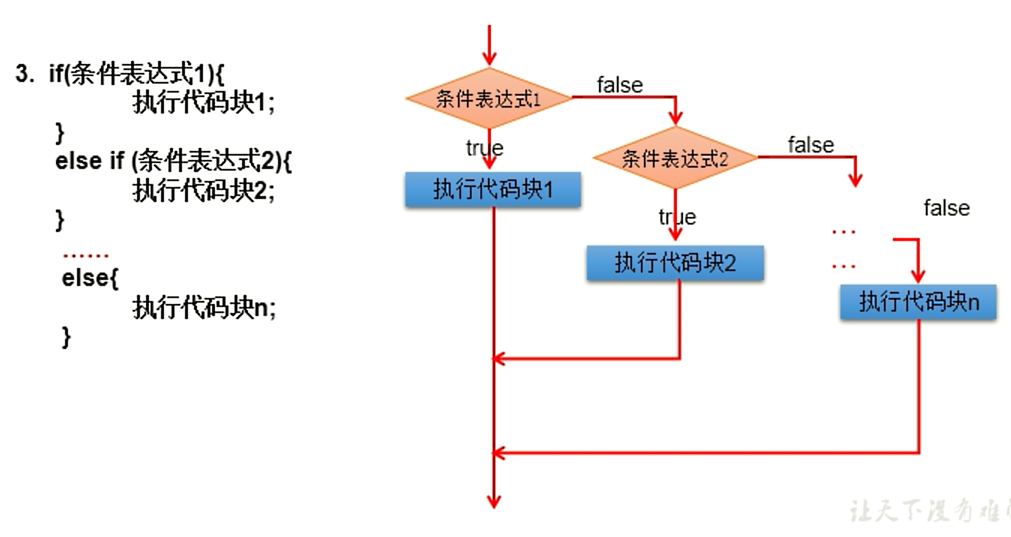 3. if(条件表达式1){
执行代码块1;
}
else if (条件表达式2){
执行代码块2;
}
......
else{
执行代码块n;
}
条件表达式1
false
true
执行代码块1
条件表达式2
false
true
执行代码块2
...
...
false
执行代码块n
让天下没有难